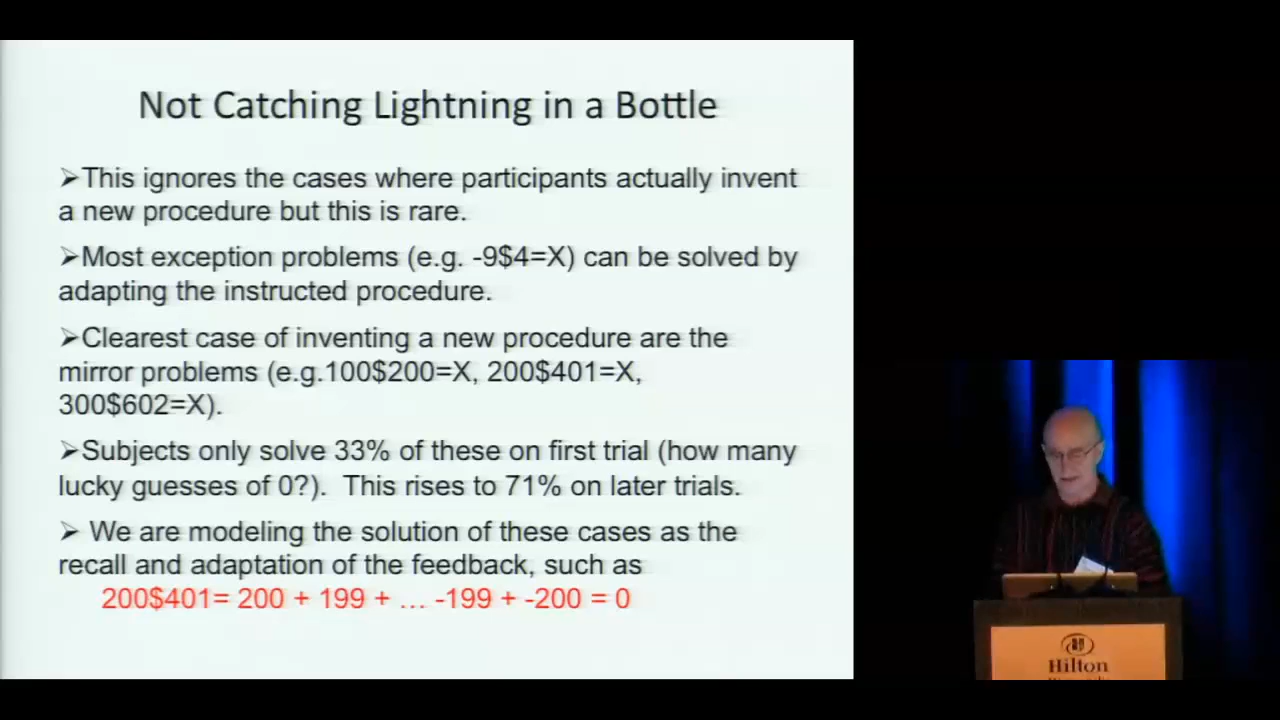 Not Catching Lightning in a Bottle
➢This ignores the cases where participants actually invent
a new procedure but this is rare.
➢Most exception problems (e.g. -9$4=X) can be solved by
adapting the instructed procedure.
➢Clearest case of inventing a new procedure are the
mirror problems (e.g.100$200=X, 200$401=X,
300$602=X).
➢Subjects only solve 33% of these on first trial (how many
lucky guesses of 0?).  This rises to 71% on later trials.
➢ We are modeling the solution of these cases as the
recall and adaptation of the feedback, such as
200$401= 200 + 199 + … -199 + -200 = 0
Hilton